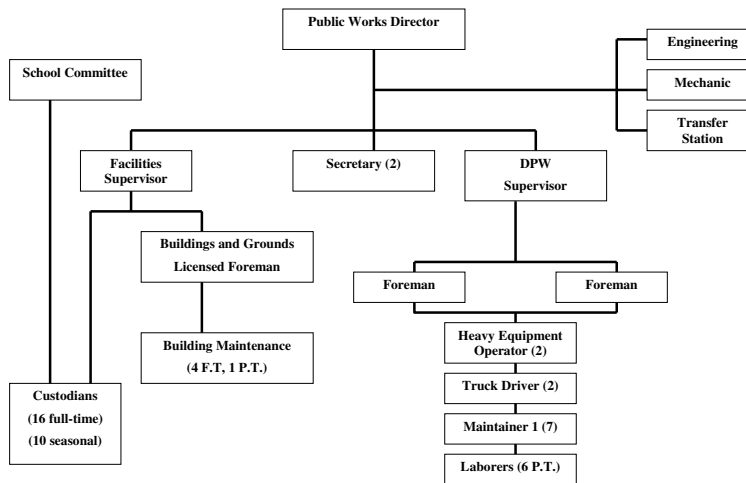 Public Works Director
Engineering
School Committee
Mechanic
Transfer
Station
Facilities
Supervisor
Secretary (2)
DPW
Supervisor
Buildings and Grounds
Licensed Foreman
Foreman
Foreman
Heavy Equipment
Operator (2)
Building Maintenance
(4 F.T, 1 P.T.)
Truck Driver (2)
Custodians
(16 full-time)
(10 seasonal)
Maintainer 1 (7)
Laborers (6 P.T.)